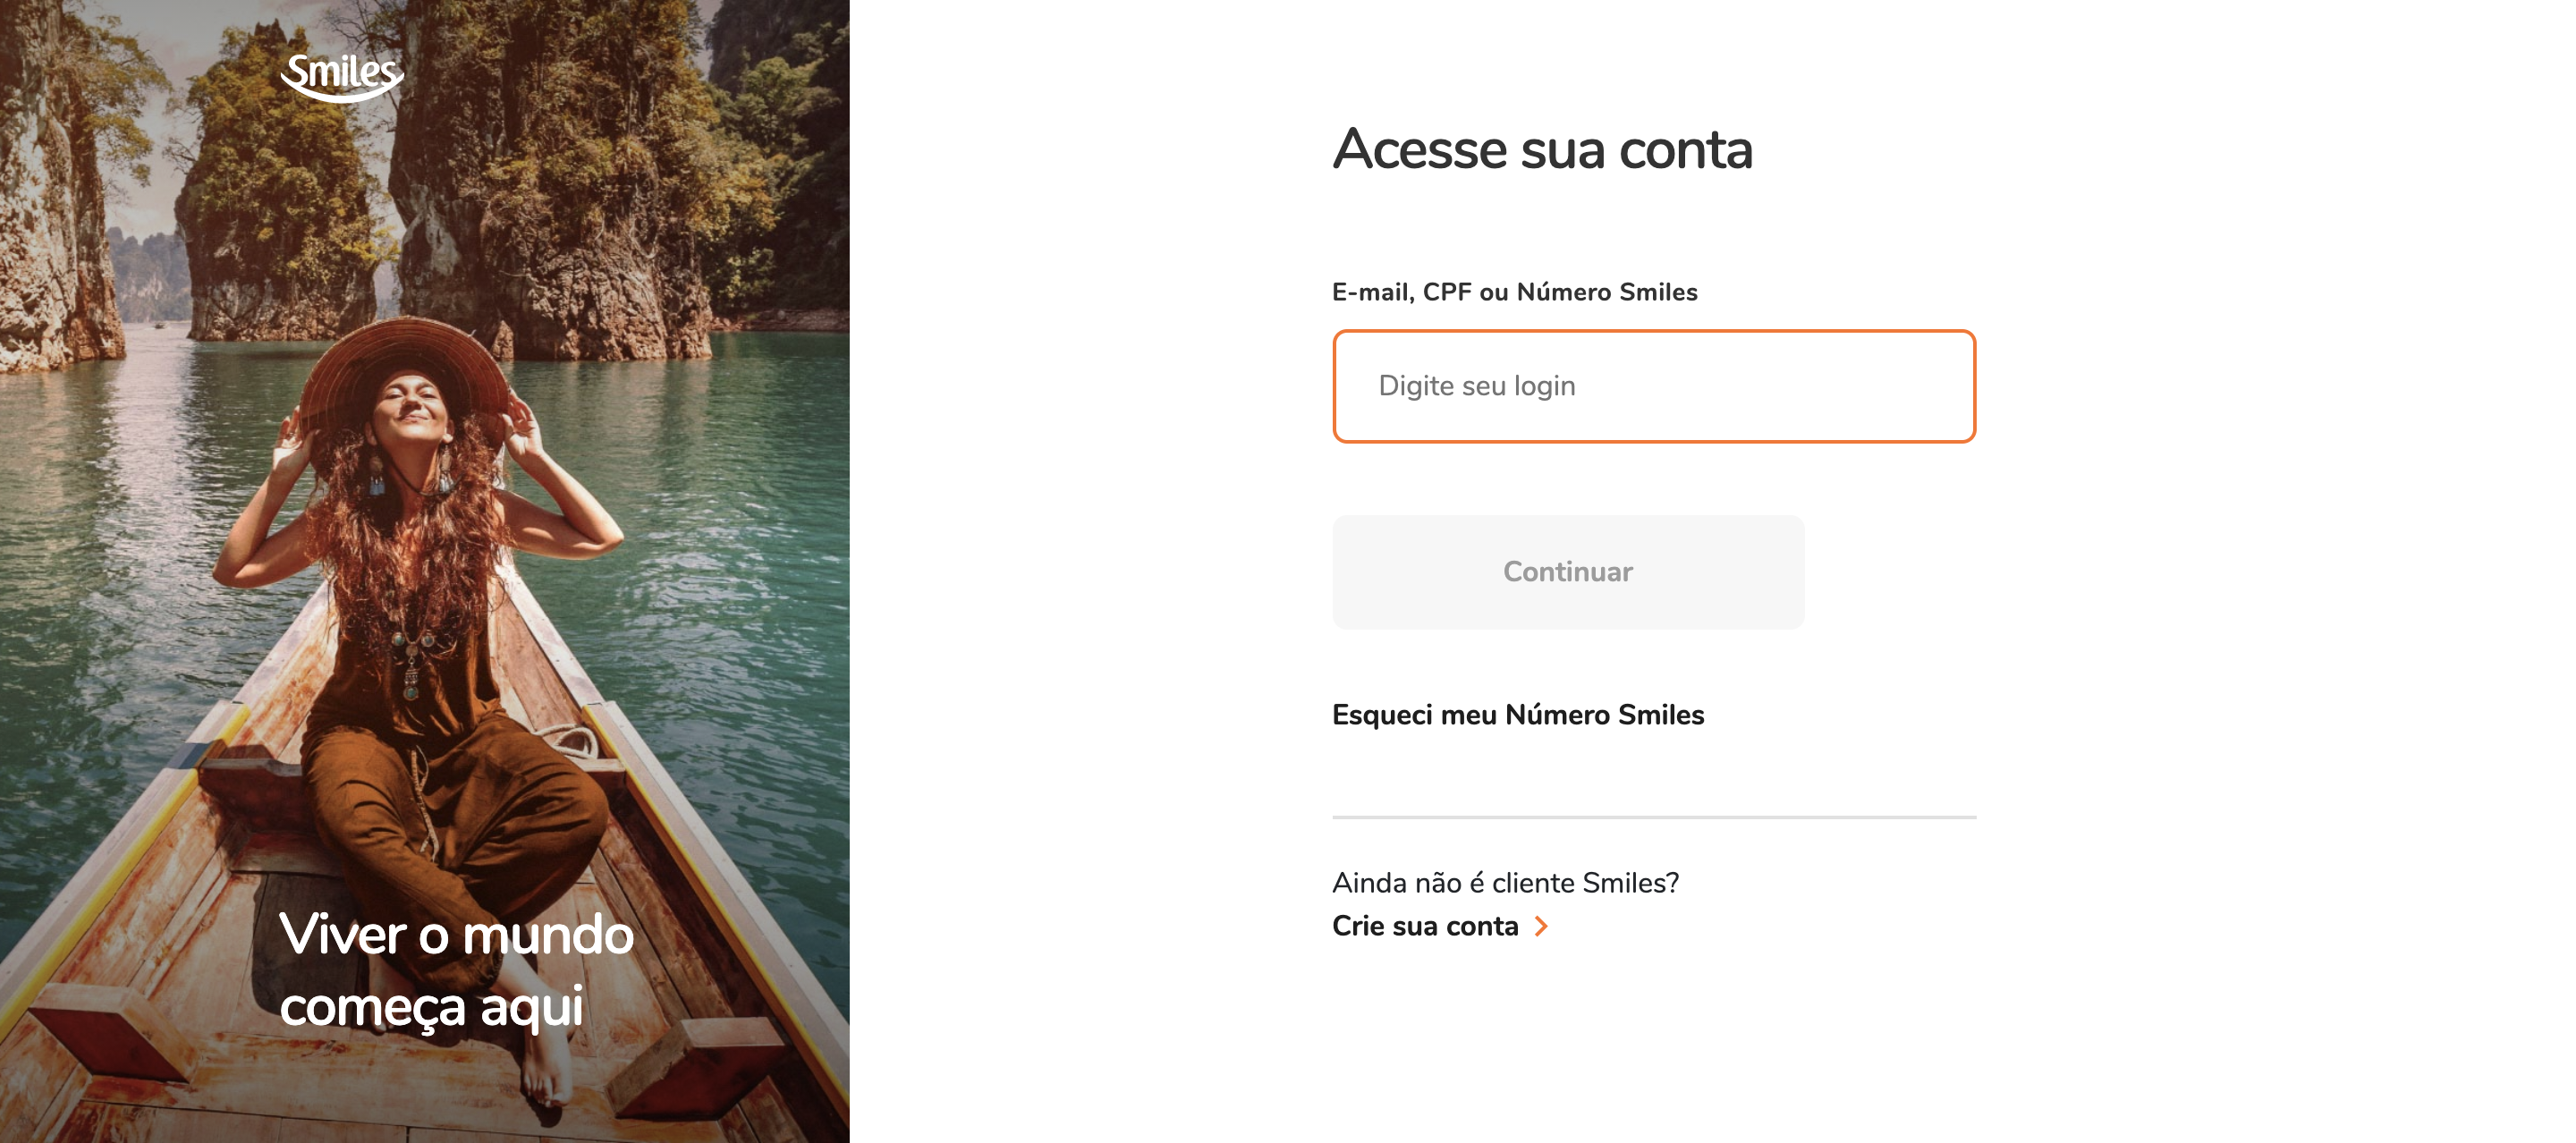 Smiles
Viver o mundo
começa aqui
Acesse sua conta
E-mail, CPF ou Número Smiles
Digite seu login
Continuar
Esqueci meu Número Smiles
Ainda não é cliente Smiles?
Crie sua conta